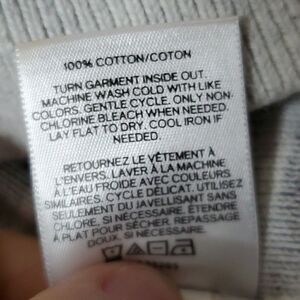 100% COTTON/COTON
TURN GARMENT INSIDE OUT.
MACHINE WASH COLD WITH LIKE
COLORS. GENTLE CYCLE. ONLY NON-
CHLORINE BLEACH WHEN NEEDED.
LAY FLAT TO DRY. COOL IRON IF
NEEDED.
RETOURNEZ LE VÊTEMENT À
L'ENVERS. LAVER À LA MACHINE
À L'EAU FROIDE AVEC COULEURS
SIMILAIRES. CYCLE DÉLICAT. UTILISEZ
SEULEMENT DU JAVELLISANT SANS
CHLORE, SI NÉCESSAIRE. ÉTENDRE
À PLAT POUR SÉCHER. REPASSAGE
DOUX, SI NÉCESSAIRE.